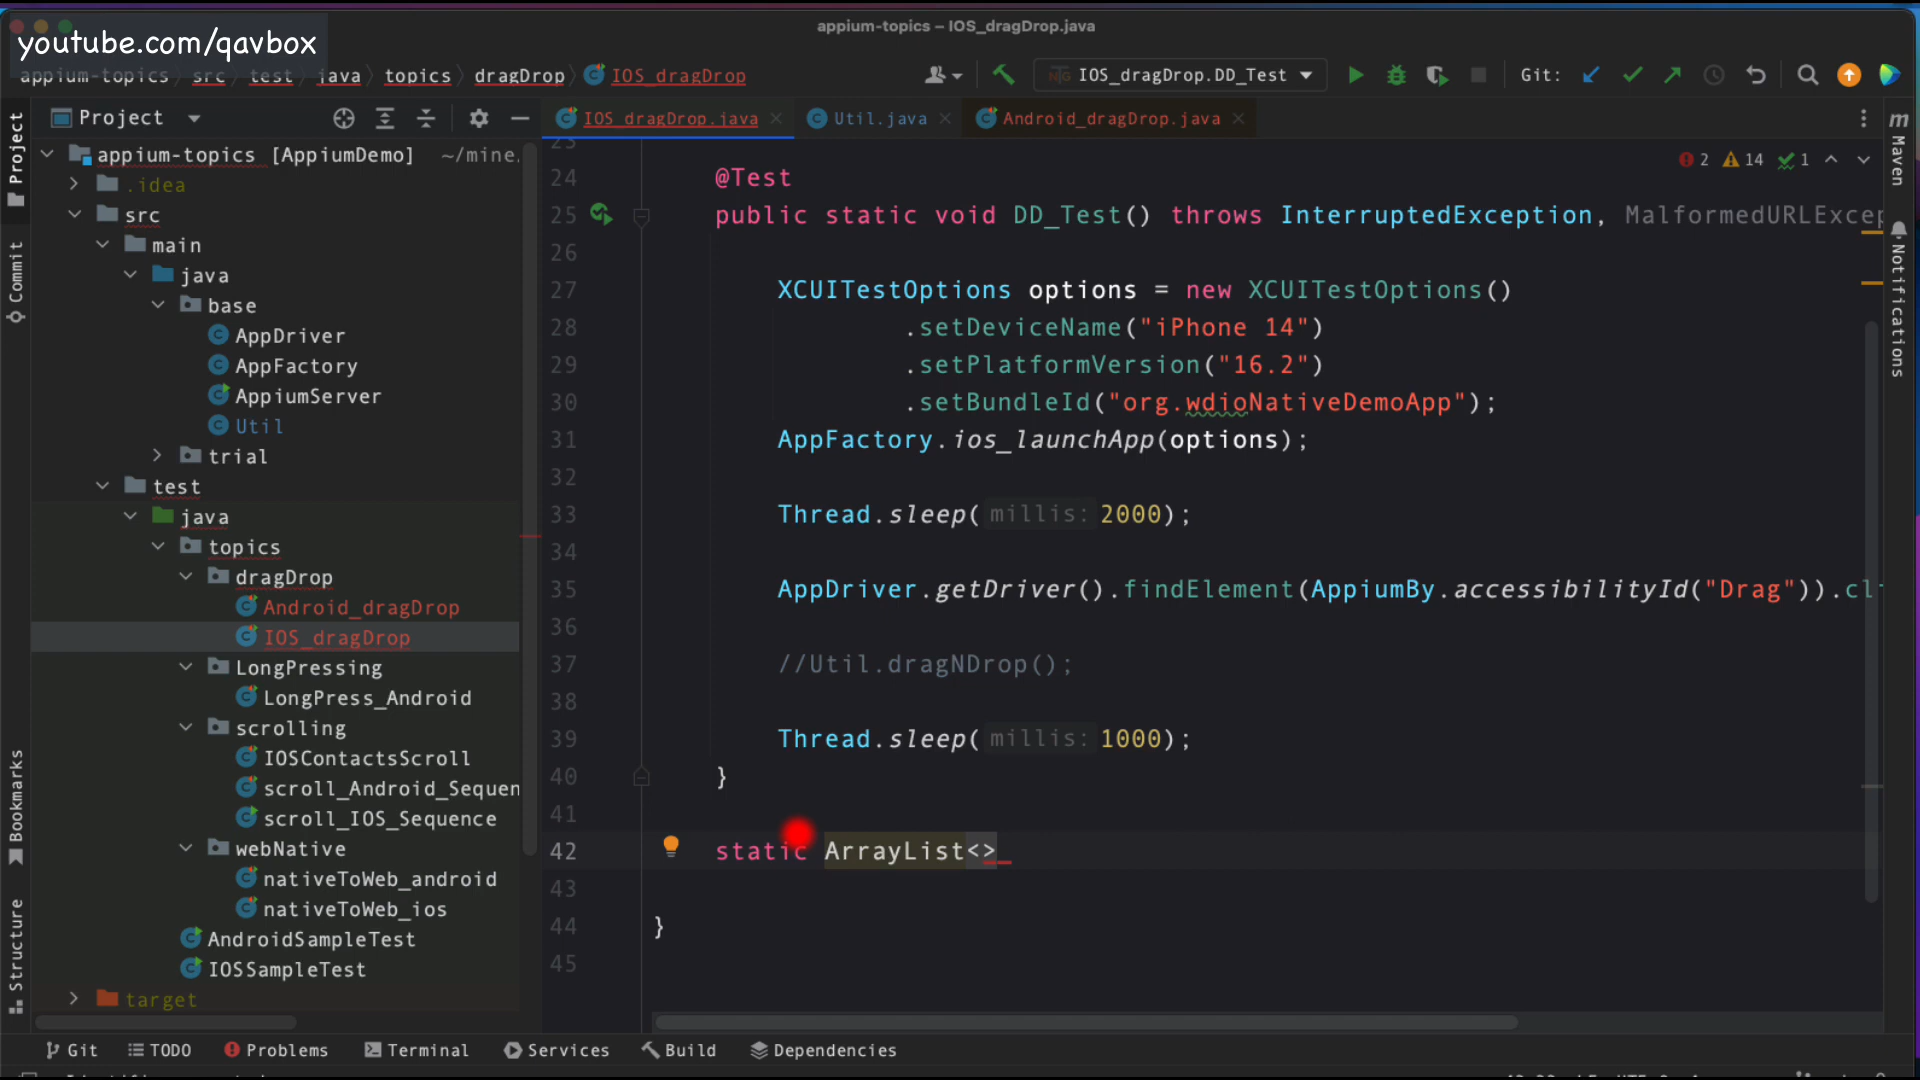 appium-topics – IOS_dragDrop.java
youtube.com/qavbox
appium-topics src test java topics dragDrop IOS_dragDrop
IOS_dragDrop.DD_Test
Git:
Project
IOS_dragDrop.java
Util.java
Android_dragDrop.java
Project
Commit
Bookmarks
Structure
Maven
Notifications
appium-topics [AppiumDemo] ~/mine.
.idea
src
main
java
base
AppDriver
AppFactory
AppiumServer
Util
trial
test
java
topics
dragDrop
Android_dragDrop
IOS_dragDrop
LongPressing
LongPress_Android
scrolling
IOSContactsScroll
scroll_Android_Sequen
scroll_IOS_Sequence
webNative
nativeToWeb_android
nativeToWeb_ios
AndroidSampleTest
IOSSampleTest
target
2 14 1
24 @Test
25 public static void DD_Test() throws InterruptedException, MalformedURLExcep
26
27 XCUITestOptions options = new XCUITestOptions()
28 .setDeviceName("iPhone 14")
29 .setPlatformVersion("16.2")
30 .setBundleId("org.wdioNativeDemoApp");
31 AppFactory.ios_launchApp(options);
32
33 Thread.sleep( millis: 2000);
34
35 AppDriver.getDriver().findElement(AppiumBy.accessibilityId("Drag")).cl
36
37 //Util.dragNDrop();
38
39 Thread.sleep( millis: 1000);
40 }
41
42 static ArrayList<>
43
44 }
45
Git TODO Problems Terminal Services Build Dependencies